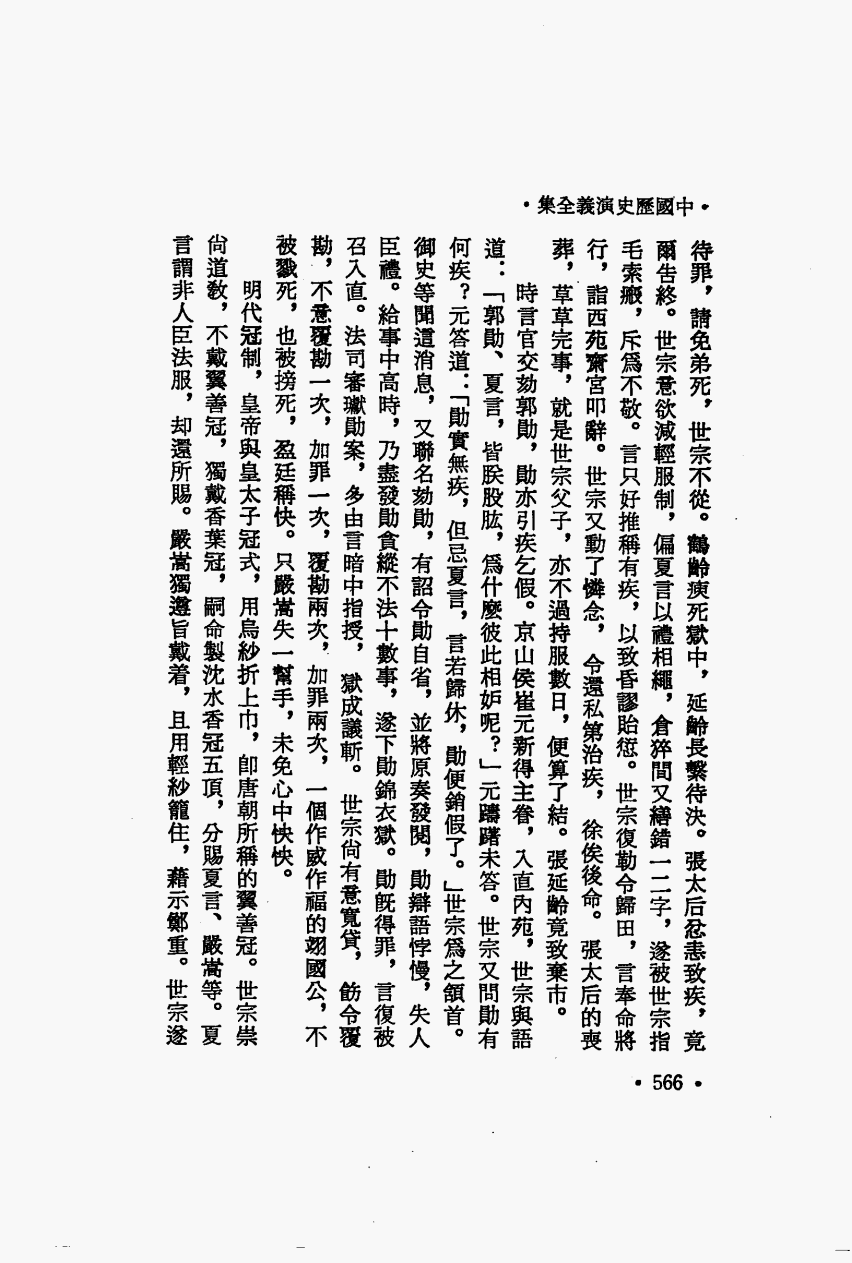 •中國歷史演義全集•
待罪，請免弟死，世宗不從。鶴齡瘐死獄中，延齡長繫待決。張太后忿恚致疾，竟
爾告終。世宗意欲減輕服制，偏夏言以禮相繩，倉猝間又繕錯一二字，遂被世宗指
毛索瘢，斥爲不敬。言只好推稱有疾，以致昏謬貽愆。世宗復勒令歸田，言奉命將
行，詣西苑齋宮叩辭。世宗又動了憐念，令還私第治疾，徐俟後命。張太后的喪
葬，草草完事，就是世宗父子，亦不過持服數日，便算了結。張延齡竟致棄市。
時言官交劾郭勛，勛亦引疾乞假。京山侯崔元新得主眷，入直內苑，世宗與語
道：「郭勛、夏言，皆朕股肱，爲什麼彼此相妒呢？」元躊躇未答。世宗又問勛有
何疾？元答道：「勛實無疾，但忌夏言，言若歸休，勛便銷假了。」世宗爲之頷首。
御史等聞這消息，又聯名劾勛，有詔令勛自省，並將原奏發閱，勛辯語悖慢，失人
臣禮。給事中高時，乃盡發勛貪縱不法十數事，遂下勛錦衣獄。勛旣得罪，言復被
召入直。法司審讞勛案，多由言暗中指授，獄成議斬。世宗尙有意寬貸，飭令覆
勘，不意覆勘一次，加罪一次，覆勘兩次，加罪兩次，一個作威作福的翊國公，不
被戮死，也被搒死，盈廷稱快。只嚴嵩失一幫手，未免心中怏怏。
明代冠制，皇帝與皇太子冠式，用烏紗折上巾，卽唐朝所稱的翼善冠。世宗崇
尙道敎，不戴翼善冠，獨戴香葉冠，嗣命製沈水香冠五頂，分賜夏言、嚴嵩等。夏
言謂非人臣法服，却還所賜。嚴嵩獨遵旨戴着，且用輕紗籠住，藉示鄭重。世宗遂
•566•